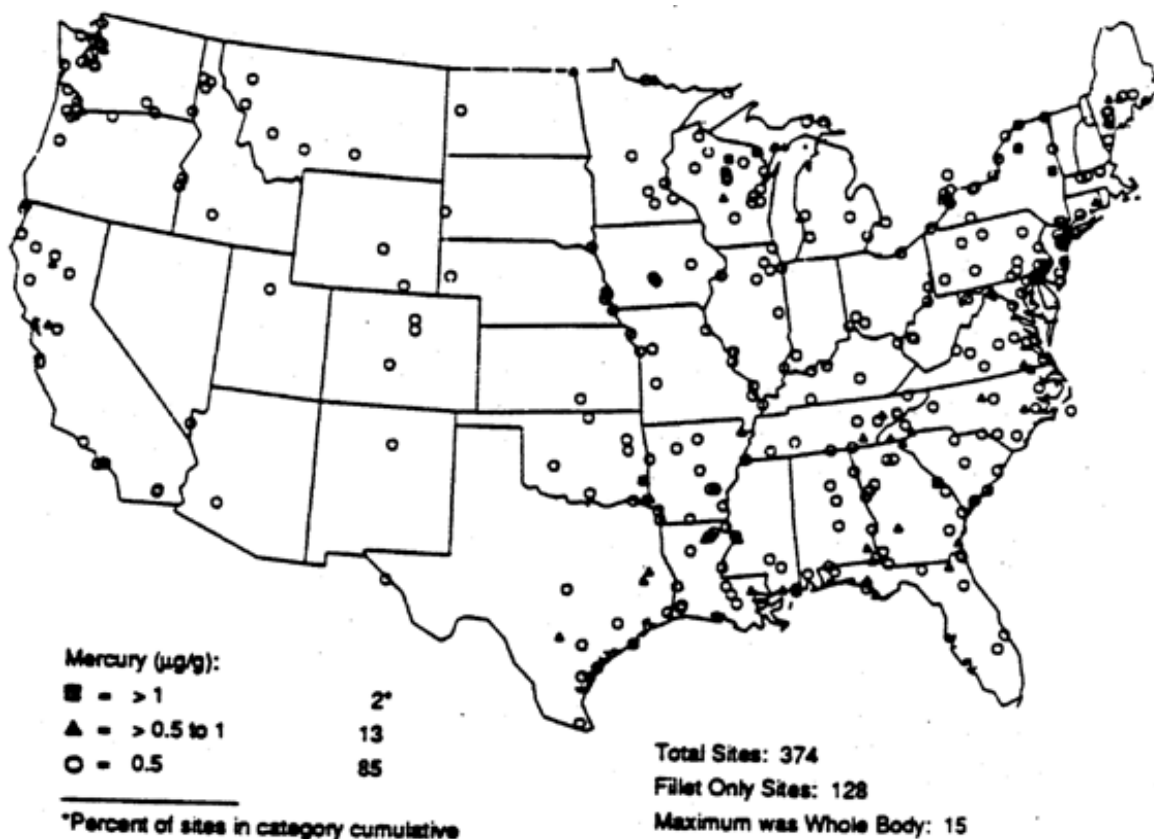 Mercury (µg/g):
■ = > 1 2*
▲ = > 0.5 to 1 13
○ = 0.5 85
*Percent of sites in category cumulative
Total Sites: 374
Fillet Only Sites: 128
Maximum was Whole Body: 15